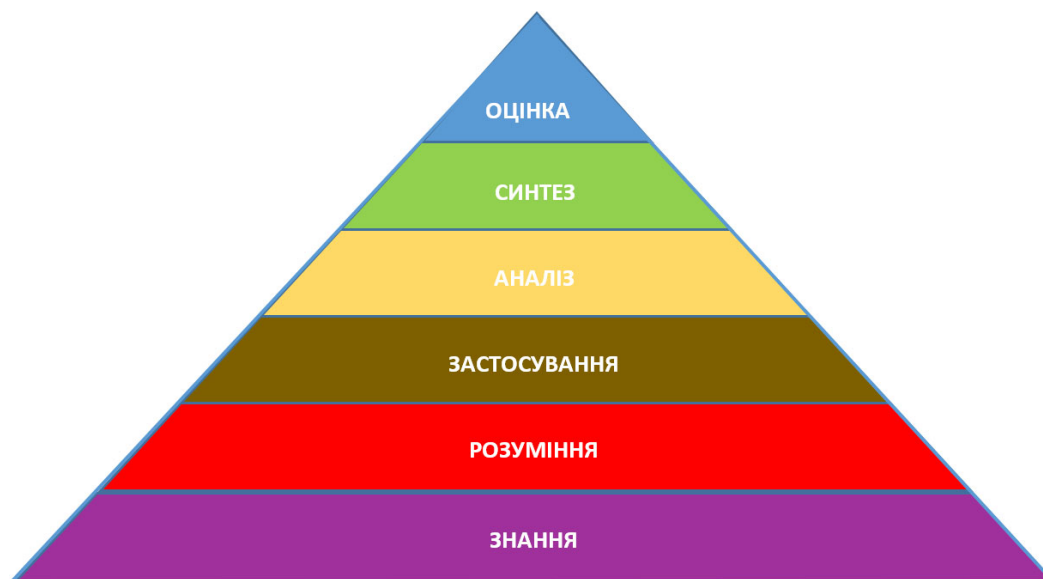 ОЦІНКА
СИНТЕЗ
АНАЛІЗ
ЗАСТОСУВАННЯ
РОЗУМІННЯ
ЗНАННЯ